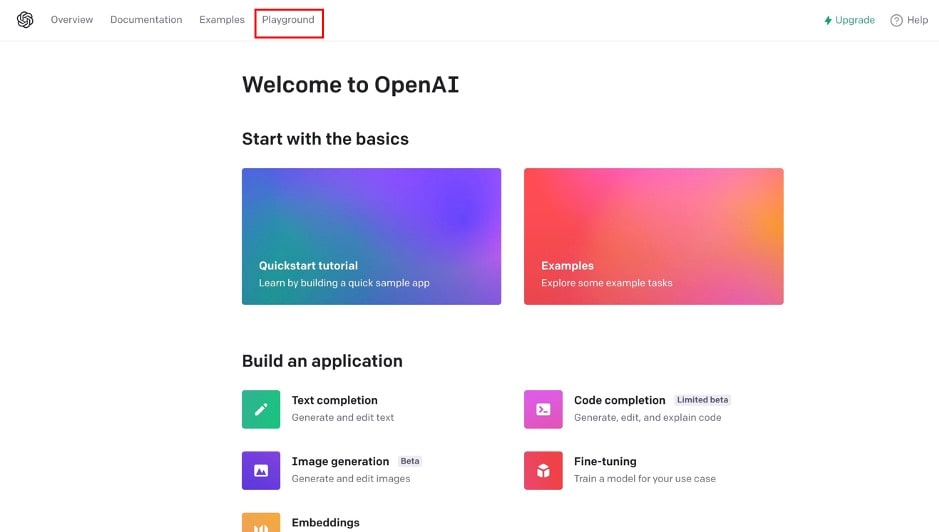 Overview Documentation Examples Playground Upgrade Help
Welcome to OpenAI
Start with the basics
Quickstart tutorial
Learn by building a quick sample app
Examples
Explore some example tasks
Build an application
Text completion
Generate and edit text
Code completion Limited beta
Generate, edit, and explain code
Image generation Beta
Generate and edit images
Fine-tuning
Train a model for your use case
Embeddings